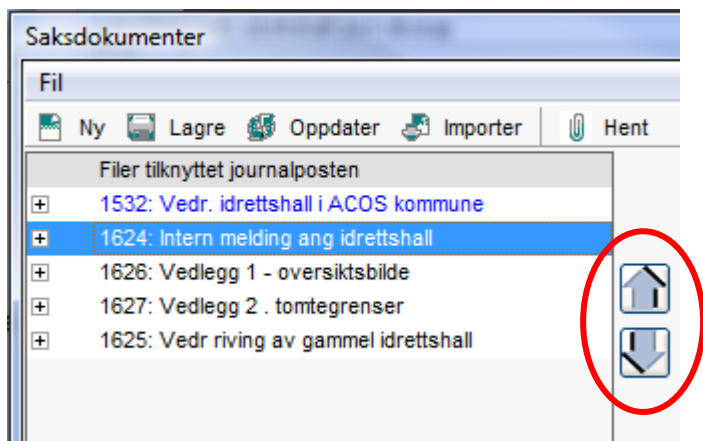 Saksdokumenter
Fil
Ny Lagre Oppdater Importer Hent
Filer tilknyttet journalposten
1532: Vedr. idrettshall i ACOS kommune
1624: Intern melding ang idrettshall
1626: Vedlegg 1 - oversiktsbilde
1627: Vedlegg 2 . tomtegrenser
1625: Vedr riving av gammel idrettshall